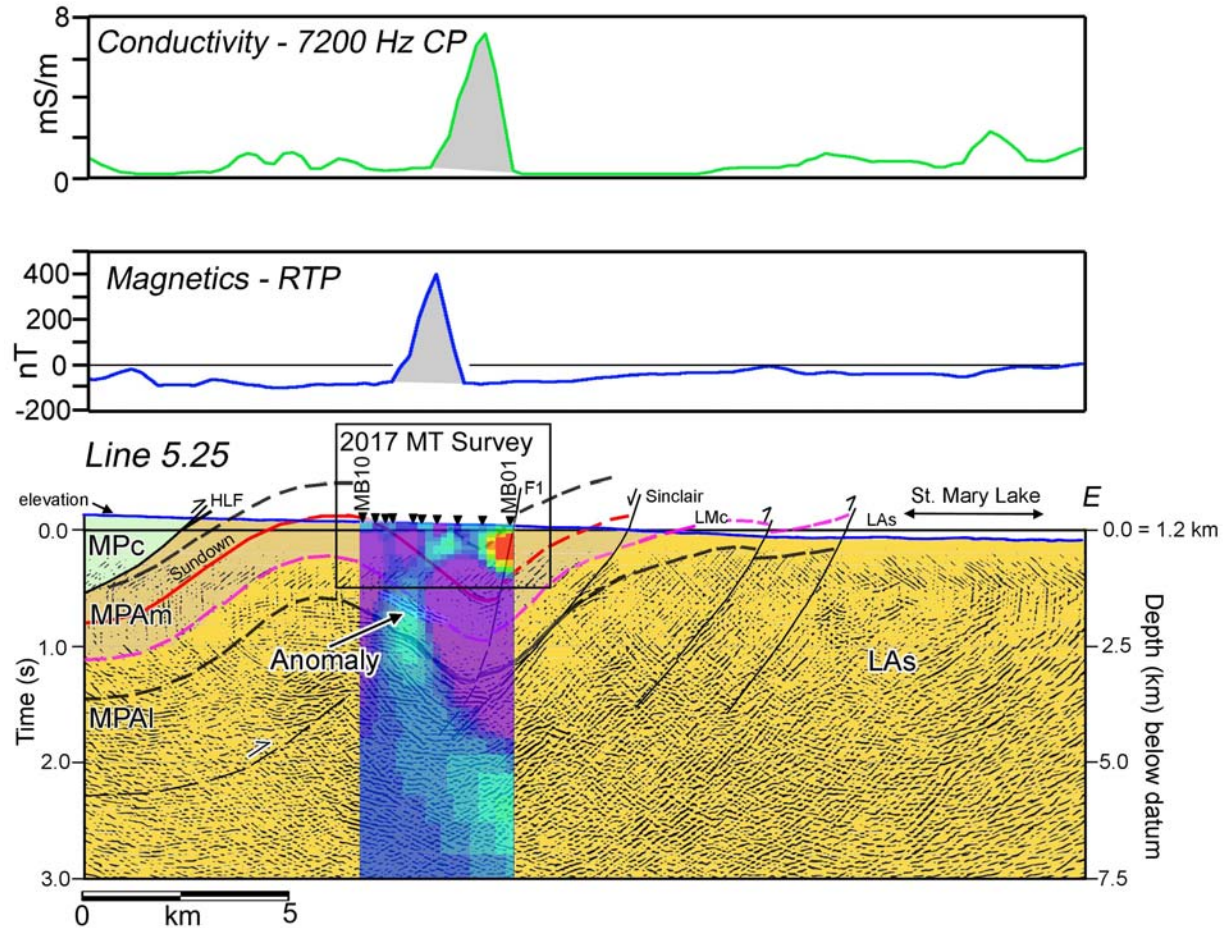 8
Conductivity - 7200 Hz CP
mS/m
4
0
400
Magnetics - RTP
200
nT
0
-200
Line 5.25
2017 MT Survey
elevation
HLF
MB10
MB01
F1
Sinclair
LMc
LAs
St. Mary Lake
E
0.0
0.0 = 1.2 km
MPc
Sundown
MPAm
1.0
2.5
Anomaly
LAs
MPAl
Time (s)
Depth (km) below datum
2.0
5.0
3.0
7.5
0
km
5